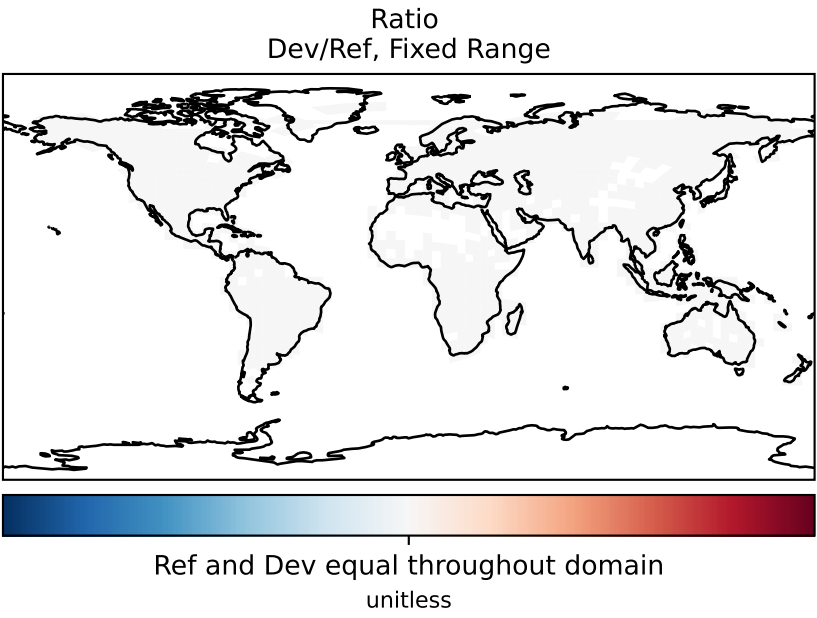 Ratio
Dev/Ref, Fixed Range
Ref and Dev equal throughout domain
unitless